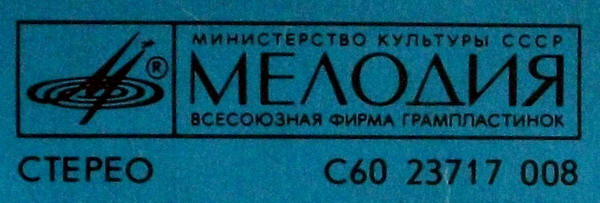 МИНИСТЕРСТВО КУЛЬТУРЫ СССР
®
МЕЛОДИЯ
ВСЕСОЮЗНАЯ ФИРМА ГРАМПЛАСТИНОК
СТЕРЕО С60 23717 008